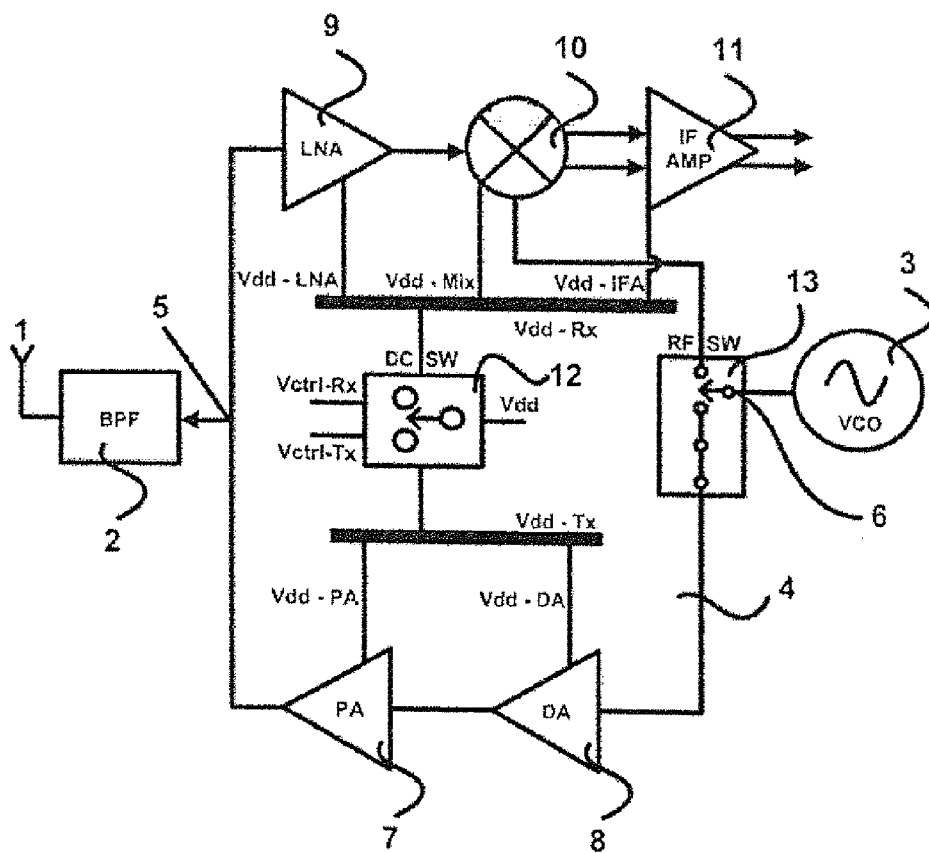 9
10
11
LNA
IF
AMP
Vdd - LNA
Vdd - Mix
Vdd - IFA
3
5
13
Vdd - Rx
1
RF SW
DC SW
12
Vctrl-Rx
Vdd
BPF
VCO
Vctrl-Tx
6
2
Vdd - Tx
Vdd - PA
Vdd - DA
4
PA
DA
7
8